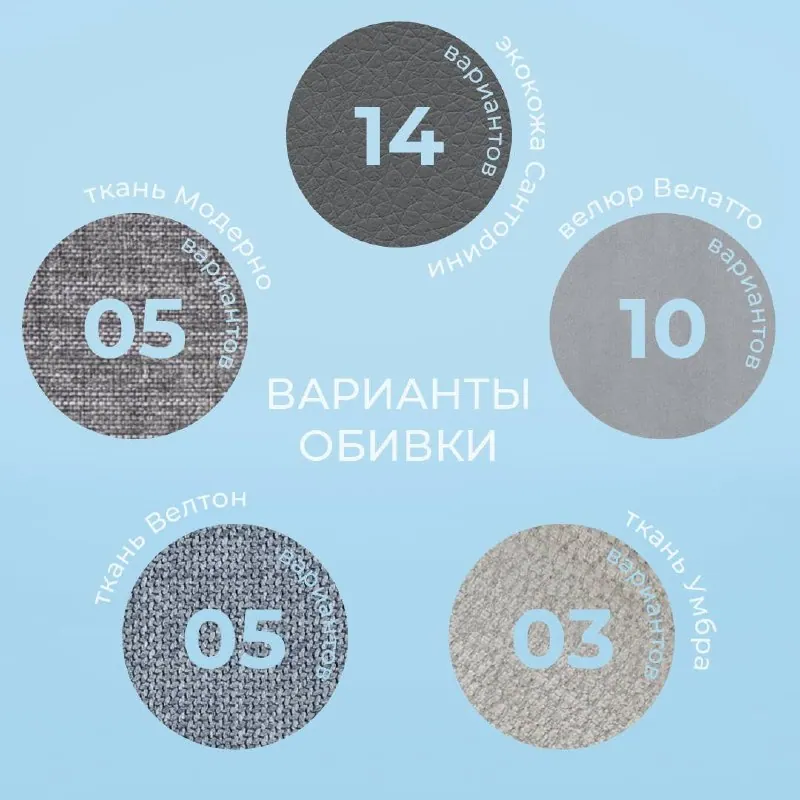 экокожа Санторини
14
вариантов
ткань Модерно
05
вариантов
велюр Велатто
10
вариантов
ВАРИАНТЫ
ОБИВКИ
ткань Велтон
05
вариантов
ткань Умбра
03
вариантов